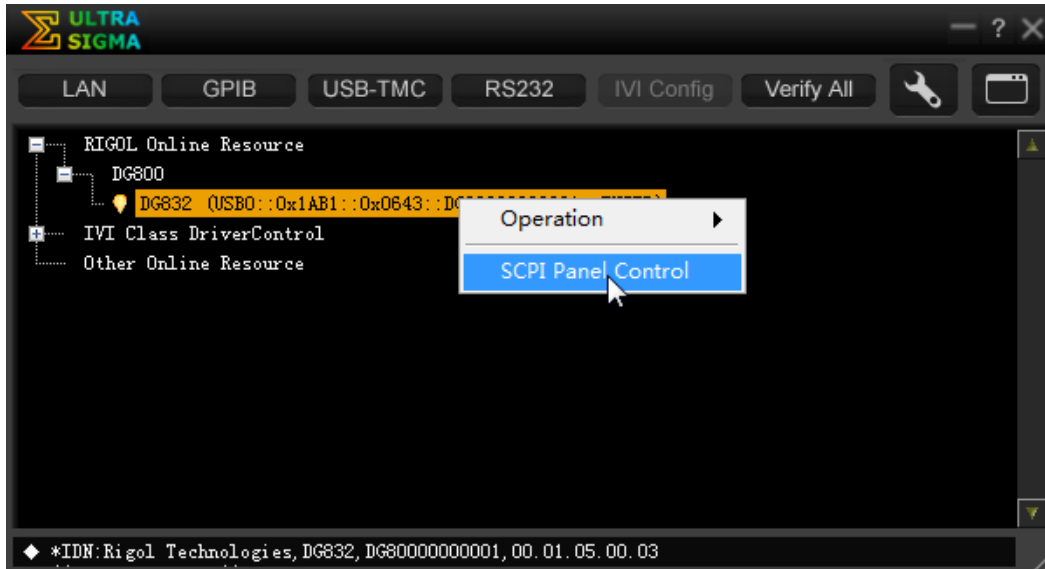 ULTRA
SIGMA
?
LAN GPIB USB-TMC RS232 IVI Config Verify All
RIGOL Online Resource
DG800
DG832 (USB0::0x1AB1::0x0643::
Operation
IVI Class DriverControl
SCPI Panel Control
Other Online Resource
*IDN:Rigol Technologies,DG832,DG80000000001,00.01.05.00.03